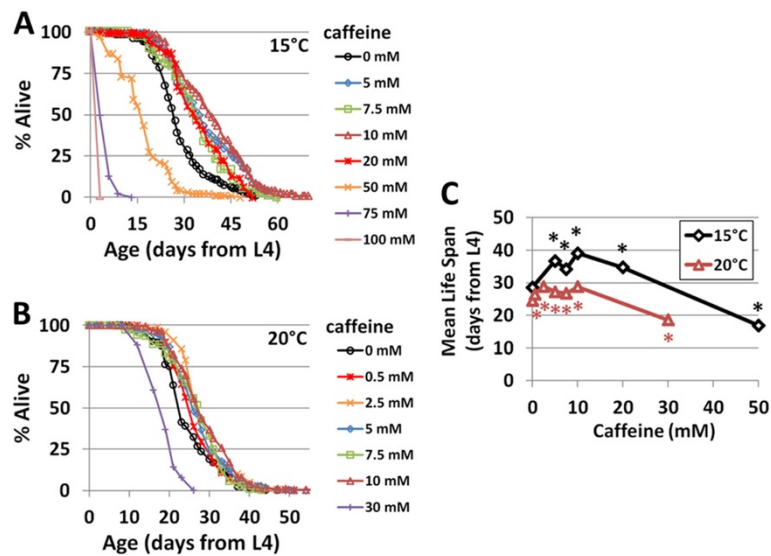 A
15°C
% Alive
100
75
50
25
0
0 15 30 45 60
Age (days from L4)
caffeine
0 mM
5 mM
7.5 mM
10 mM
20 mM
50 mM
75 mM
100 mM
B
20°C
% Alive
100
75
50
25
0
0 10 20 30 40 50
Age (days from L4)
caffeine
0 mM
0.5 mM
2.5 mM
5 mM
7.5 mM
10 mM
30 mM
C
Mean Life Span
(days from L4)
50
40
30
20
10
0
* * * * *
* * * * * *
15°C
20°C
0 10 20 30 40 50
Caffeine (mM)